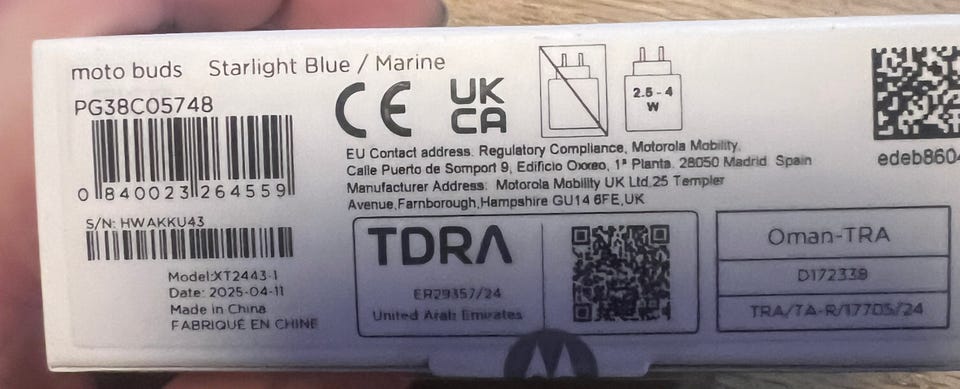 moto buds Starlight Blue / Marine
PG38C05748
0 840023 264559
S/N: HWAKKU43
Model:XT2443-1
Date: 2025-04-11
Made in China
FABRIQUÉ EN CHINE
CE
UK
CA
2.5 - 4
W
edeb8604
EU Contact address: Regulatory Compliance, Motorola Mobility,
Calle Puerto de Somport 9, Edificio Oxxeo, 1ª Planta, 28050 Madrid Spain
Manufacturer Address: Motorola Mobility UK Ltd,25 Templer
Avenue,Farnborough,Hampshire GU14 6FE,UK
TDRA
ER29357/24
United Arab Emirates
Oman-TRA
D172338
TRA/TA-R/17705/24